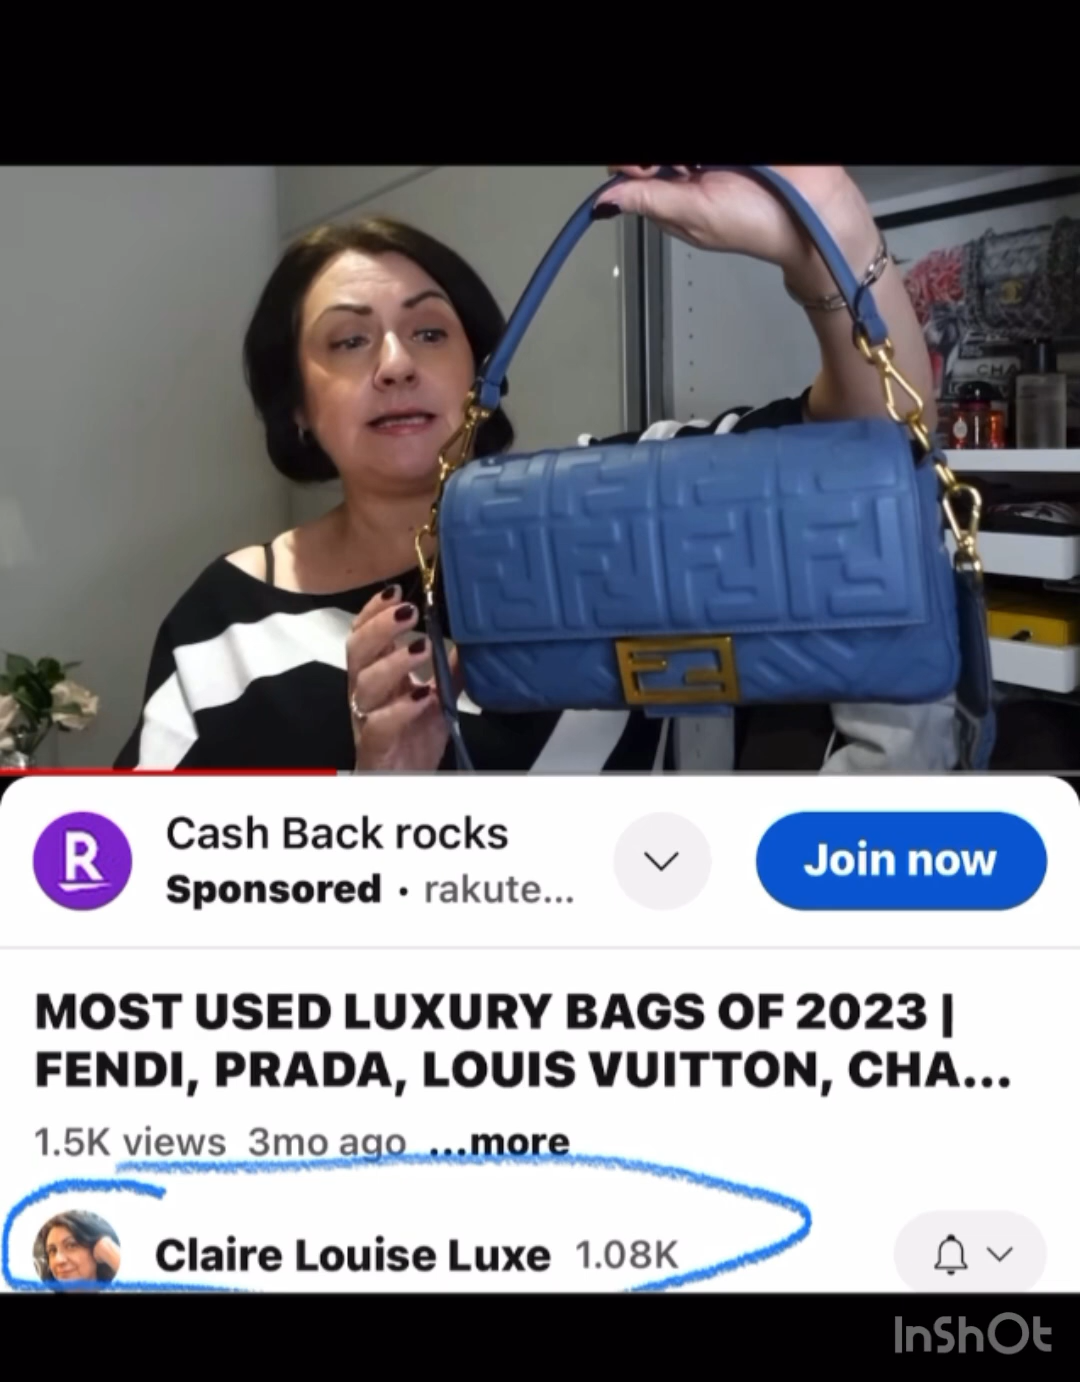 CHA
R
Cash Back rocks
Sponsored • rakute...
Join now
MOST USED LUXURY BAGS OF 2023 |
FENDI, PRADA, LOUIS VUITTON, CHA...
1.5K views 3mo ago ...more
Claire Louise Luxe 1.08K
InShOt